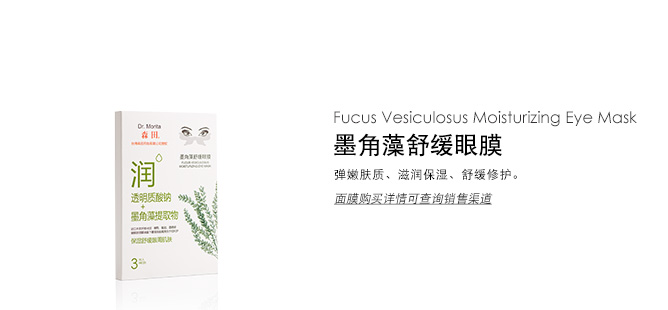 Fucus Vesiculosus Moisturizing Eye Mask
墨角藻舒缓眼膜
弹嫩肤质、滋润保湿、舒缓修护。
面膜购买详情可查询销售渠道
Dr. Morita
森田
墨角藻舒缓眼膜
润
透明质酸钠
+
墨角藻提取物
保湿舒缓眼周肌肤
3